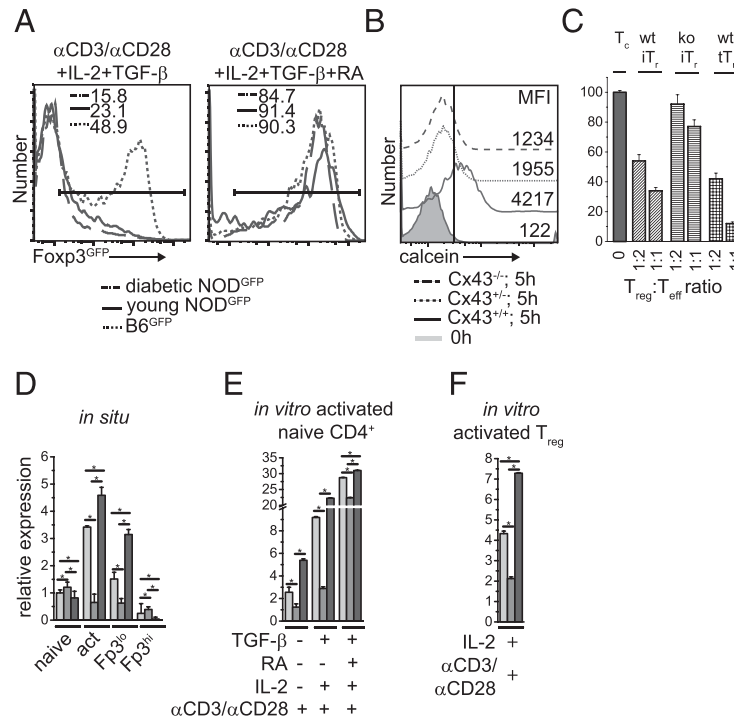 A
αCD3/αCD28
+IL-2+TGF-β
αCD3/αCD28
+IL-2+TGF-β+RA
15.8
23.1
48.9
84.7
91.4
90.3
Number
Foxp3GFP
diabetic NODGFP
young NODGFP
B6GFP
B
MFI
1234
1955
4217
122
Number
calcein
Cx43-/-; 5h
Cx43+/-; 5h
Cx43+/+; 5h
0h
C
Tc
wt
iTr
ko
iTr
wt
tTr
100
80
60
40
20
0
0
1:2
1:1
1:2
1:1
1:2
1:1
Treg:Teff ratio
D
in situ
relative expression
6
5
4
3
2
1
0
naive
act
Fp3lo
Fp3hi
E
in vitro activated
naive CD4+
35
30
25
20
8
6
4
2
0
TGF-β - + +
RA - - +
IL-2 - + +
αCD3/αCD28 + + +
F
in vitro
activated Treg
8
7
6
5
4
3
2
1
0
IL-2 +
αCD3/
αCD28 +